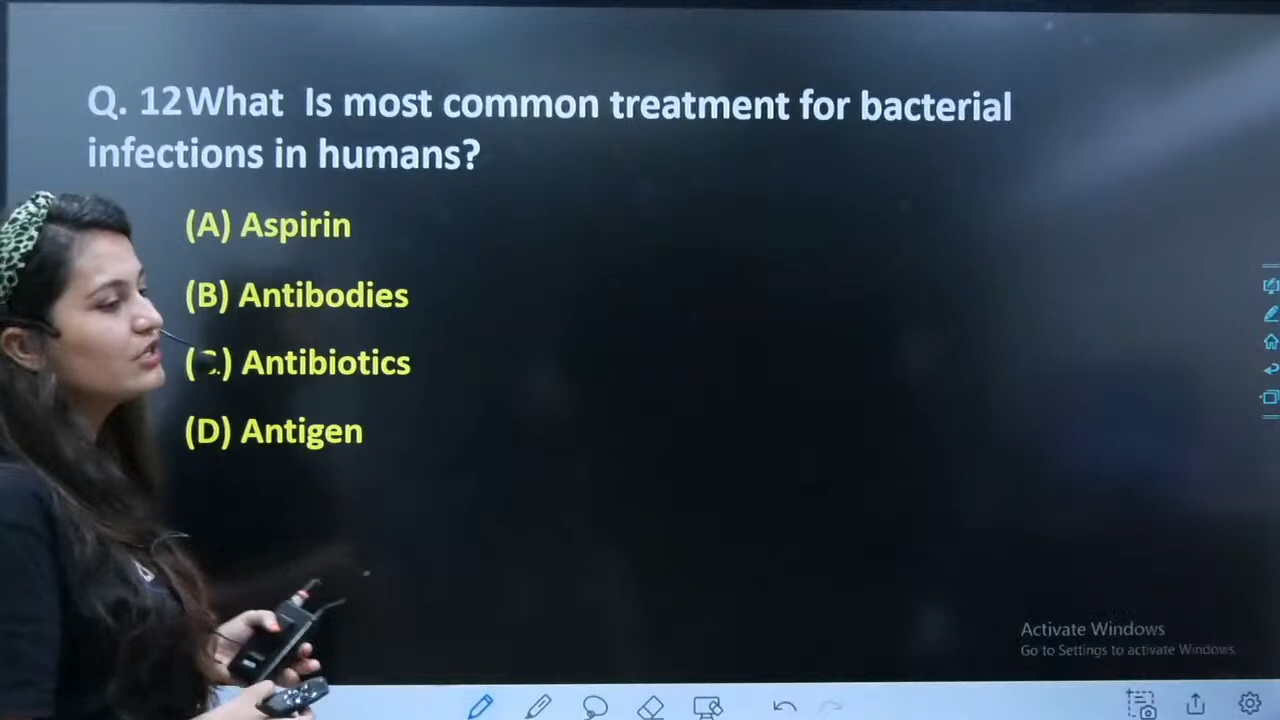 Q. 12What Is most common treatment for bacterial
infections in humans?
(A) Aspirin
(B) Antibodies
(C) Antibiotics
(D) Antigen
Activate Windows
Go to Settings to activate Windows.